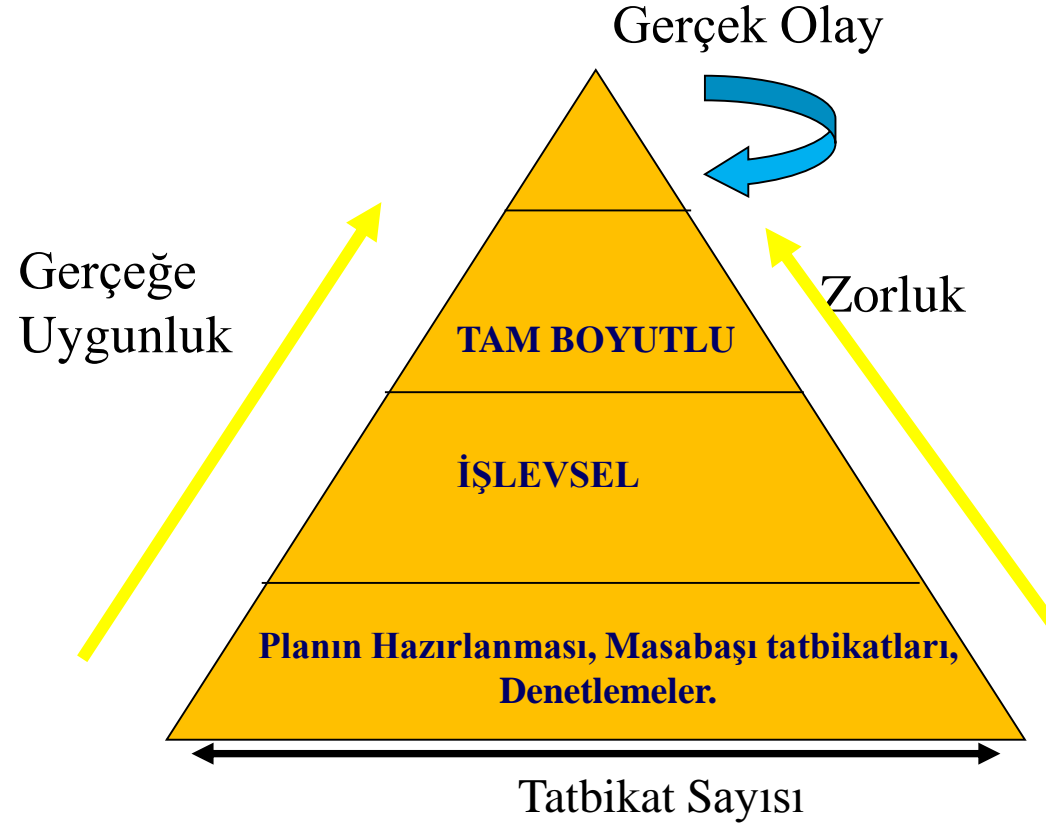 Gerçek Olay
Gerçeğe
Uygunluk
Zorluk
TAM BOYUTLU
İŞLEVSEL
Planın Hazırlanması, Masabaşı tatbikatları,
Denetlemeler.
Tatbikat Sayısı